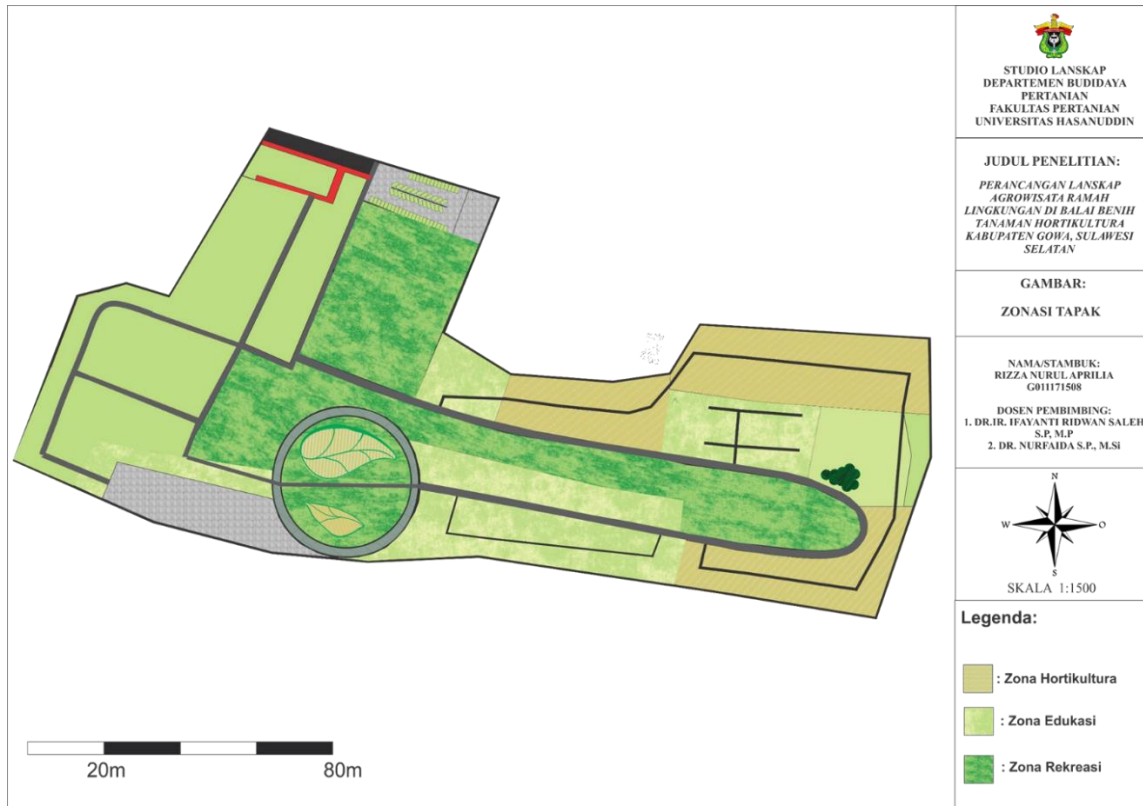 STUDIO LANSKAP
DEPARTEMEN BUDIDAYA
PERTANIAN
FAKULTAS PERTANIAN
UNIVERSITAS HASANUDDIN
JUDUL PENELITIAN:
PERANCANGAN LANSKAP
AGROWISATA RAMAH
LINGKUNGAN DI BALAI BENIH
TANAMAN HORTIKULTURA
KABUPATEN GOWA, SULAWESI
SELATAN
GAMBAR:
ZONASI TAPAK
NAMA/STAMBUK:
RIZZA NURUL APRILIA
G011171508
DOSEN PEMBIMBING:
1. DR.IR. IFAYANTI RIDWAN SALEH
S.P, M.P
2. DR. NURFAIDA S.P., M.Si
N
W O
S
SKALA 1:1500
Legenda:
: Zona Hortikultura
: Zona Edukasi
: Zona Rekreasi
20m 80m